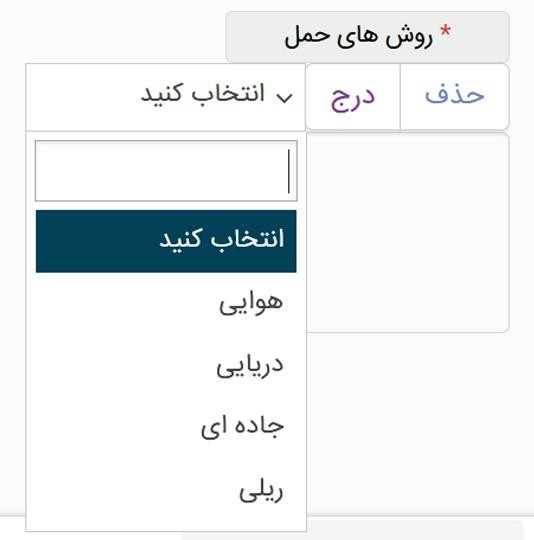 * روش های حمل
حذف درج انتخاب کنید
انتخاب کنید
هوایی
دریایی
جاده ای
ریلی